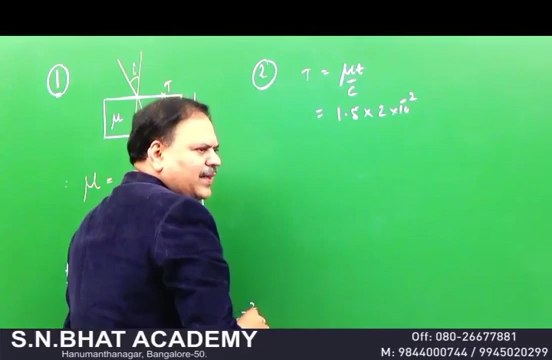 1
i
T
μ
μ =
2
T = μt/c
= 1.5 × 2 × 10⁻²
S.N.BHAT ACADEMY
Hanumanthanagar, Bangalore-50.
Off: 080-26677881
M: 9844000744 / 9945020299